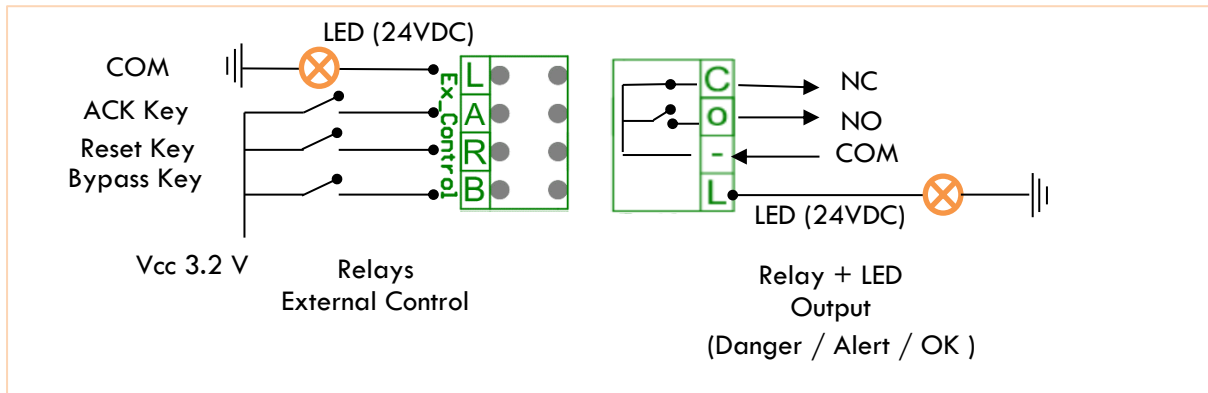 LED (24VDC)
COM
ACK Key
Reset Key
Bypass Key
Vcc 3.2 V
L
A
R
B
Ex_Control
Relays
External Control
C
o
-
L
NC
NO
COM
LED (24VDC)
Relay + LED
Output
(Danger / Alert / OK )